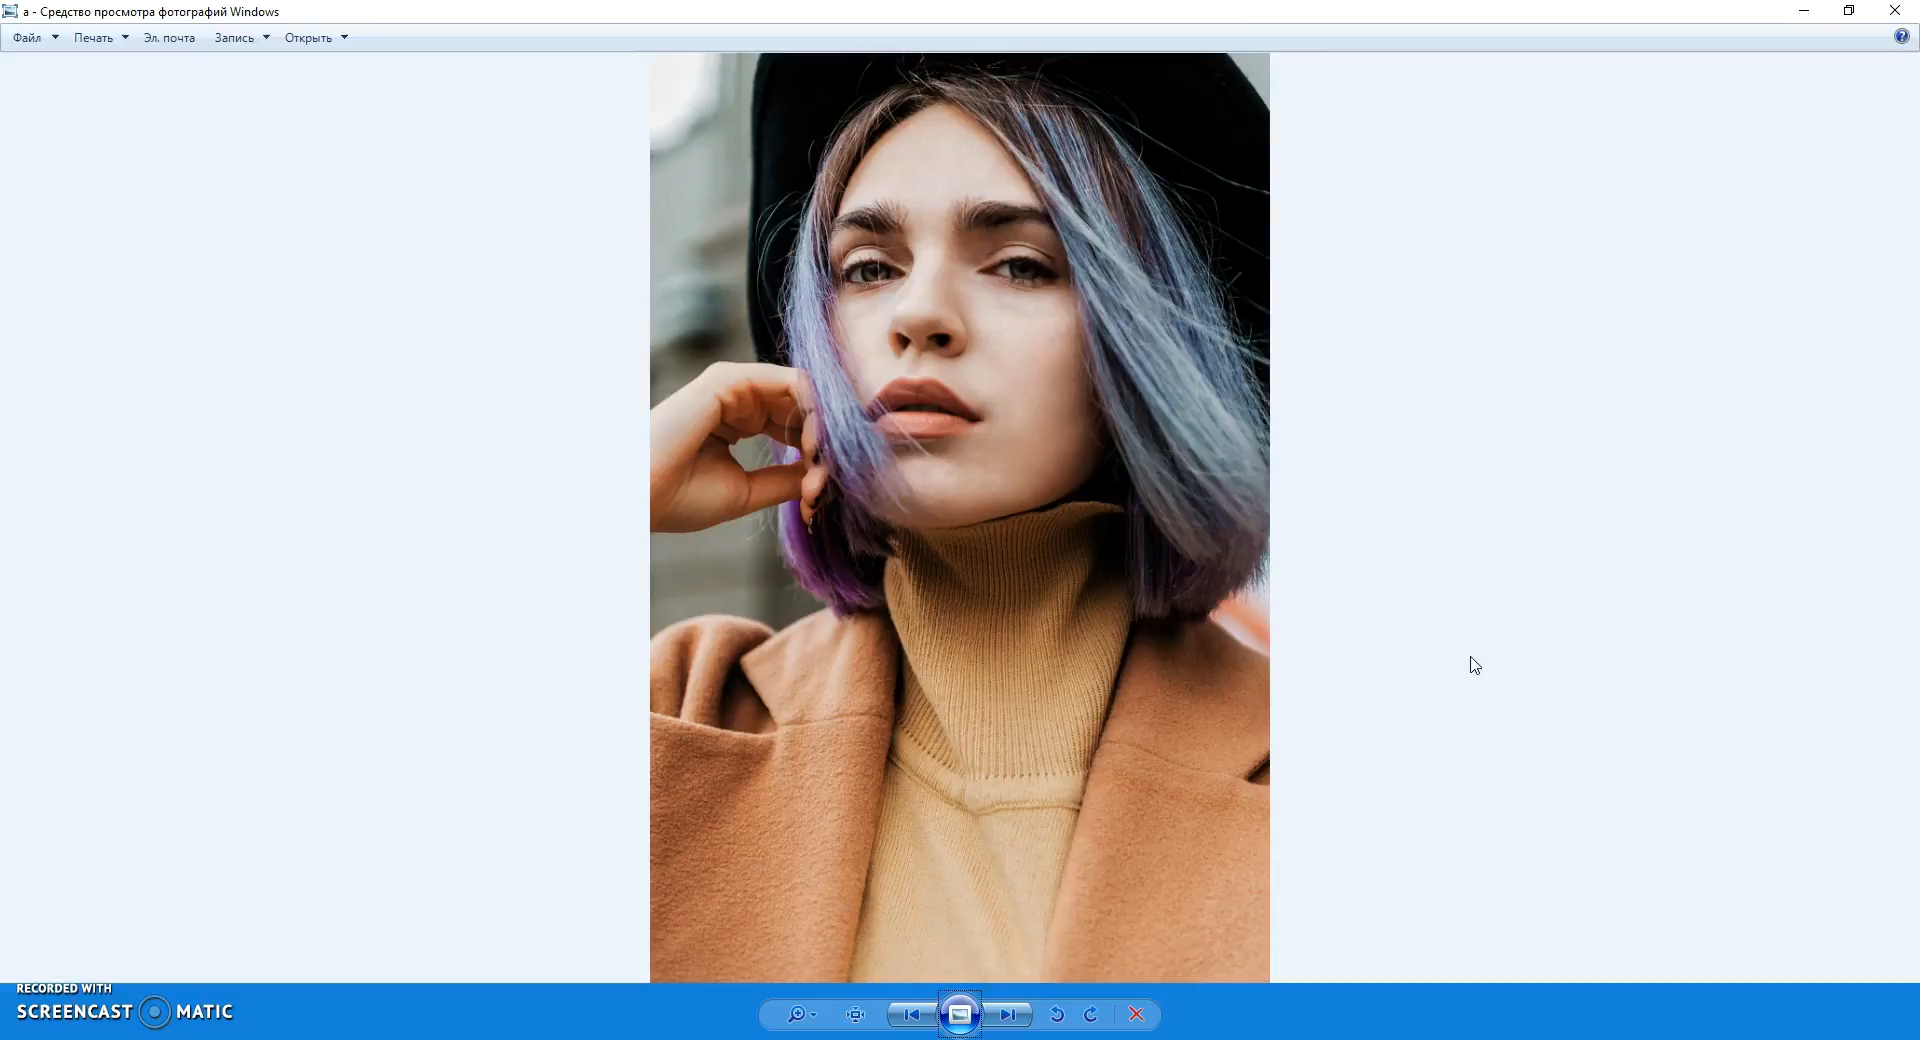 a - Средство просмотра фотографий Windows
Файл Печать Эл. почта Запись Открыть
RECORDED WITH
SCREENCAST MATIC